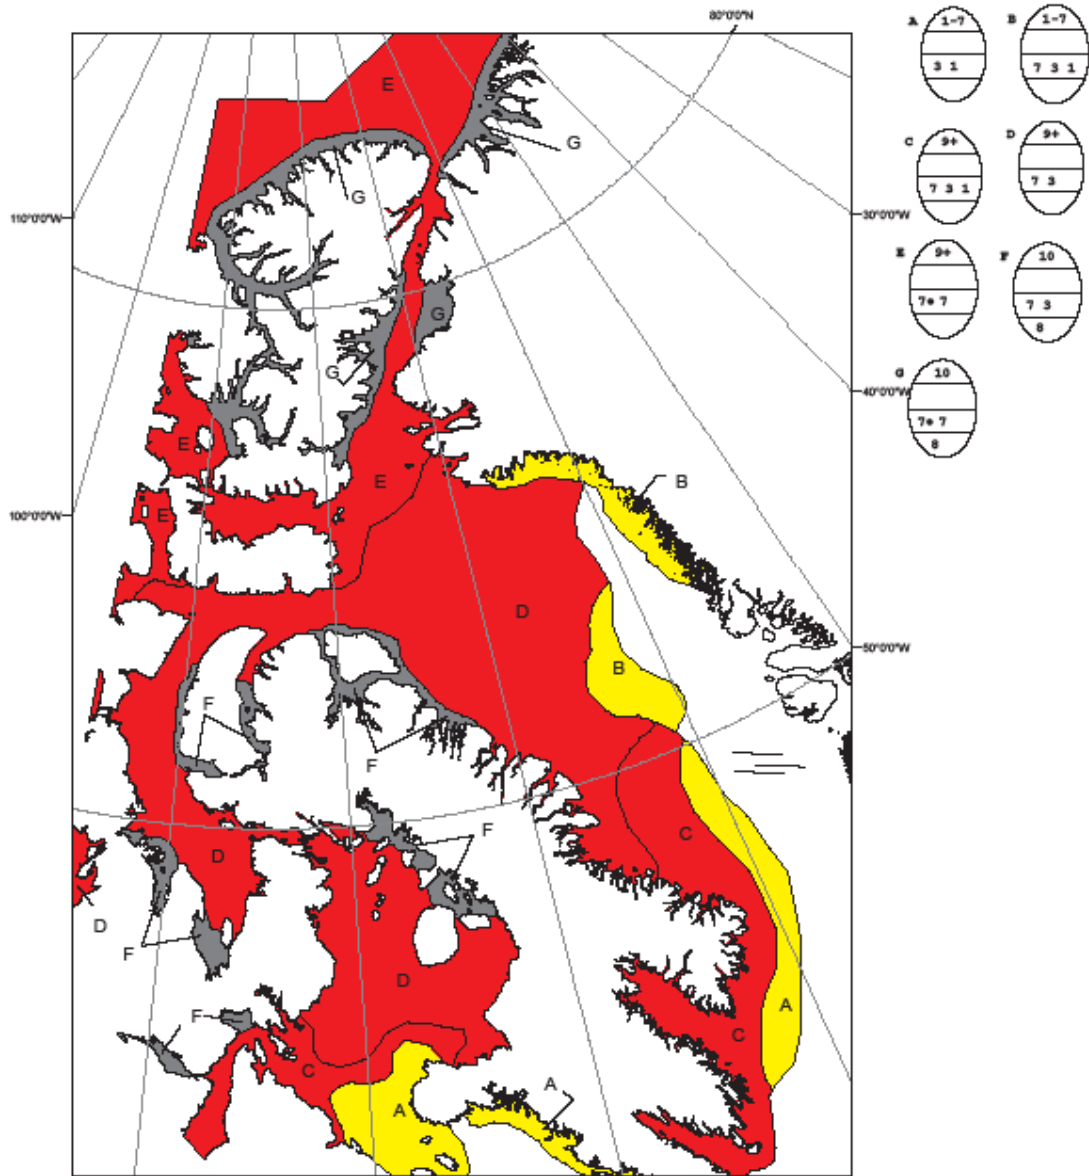 80°0'0"N
A 1-7
3 1
B 1-7
7 3 1
C 9+
7 3 1
D 9+
7 3
E 9+
7• 7
F 10
7 3
8
G 10
7• 7
8
E
G
G
110°0'0"W
30°0'0"W
G
G
40°0'0"W
E
E
B
E
100°0'0"W
D
50°0'0"W
B
F
F
C
F
D
D
F
D
A
F
C
C
A
A